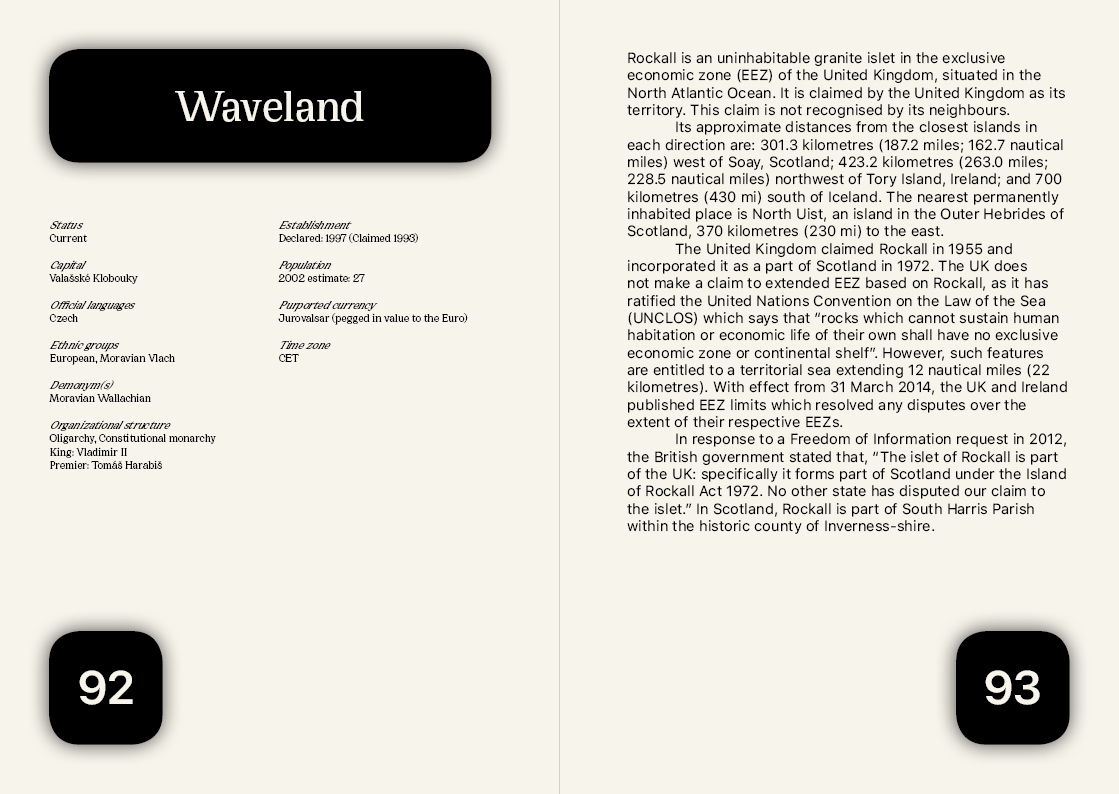 Waveland
Status
Current
Capital
Valašské Klobouky
Official languages
Czech
Ethnic groups
European, Moravian Vlach
Demonym(s)
Moravian Wallachian
Organizational structure
Oligarchy, Constitutional monarchy
King: Vladimir II
Premier: Tomáš Harabiš
Establishment
Declared: 1997 (Claimed 1993)
Population
2002 estimate: 27
Purported currency
Jurovalsar (pegged in value to the Euro)
Time zone
CET
92
Rockall is an uninhabitable granite islet in the exclusive
economic zone (EEZ) of the United Kingdom, situated in the
North Atlantic Ocean. It is claimed by the United Kingdom as its
territory. This claim is not recognised by its neighbours.
Its approximate distances from the closest islands in
each direction are: 301.3 kilometres (187.2 miles; 162.7 nautical
miles) west of Soay, Scotland; 423.2 kilometres (263.0 miles;
228.5 nautical miles) northwest of Tory Island, Ireland; and 700
kilometres (430 mi) south of Iceland. The nearest permanently
inhabited place is North Uist, an island in the Outer Hebrides of
Scotland, 370 kilometres (230 mi) to the east.
The United Kingdom claimed Rockall in 1955 and
incorporated it as a part of Scotland in 1972. The UK does
not make a claim to extended EEZ based on Rockall, as it has
ratified the United Nations Convention on the Law of the Sea
(UNCLOS) which says that “rocks which cannot sustain human
habitation or economic life of their own shall have no exclusive
economic zone or continental shelf”. However, such features
are entitled to a territorial sea extending 12 nautical miles (22
kilometres). With effect from 31 March 2014, the UK and Ireland
published EEZ limits which resolved any disputes over the
extent of their respective EEZs.
In response to a Freedom of Information request in 2012,
the British government stated that, “The islet of Rockall is part
of the UK: specifically it forms part of Scotland under the Island
of Rockall Act 1972. No other state has disputed our claim to
the islet.” In Scotland, Rockall is part of South Harris Parish
within the historic county of Inverness-shire.
93